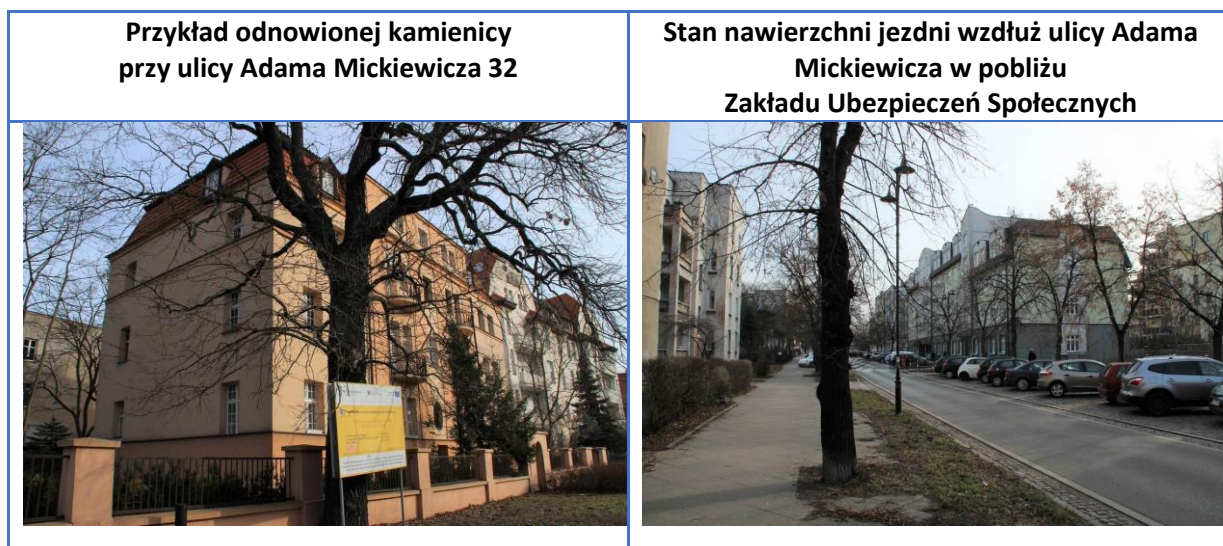 Przykład odnowionej kamienicy
przy ulicy Adama Mickiewicza 32
Stan nawierzchni jezdni wzdłuż ulicy Adama
Mickiewicza w pobliżu
Zakładu Ubezpieczeń Społecznych